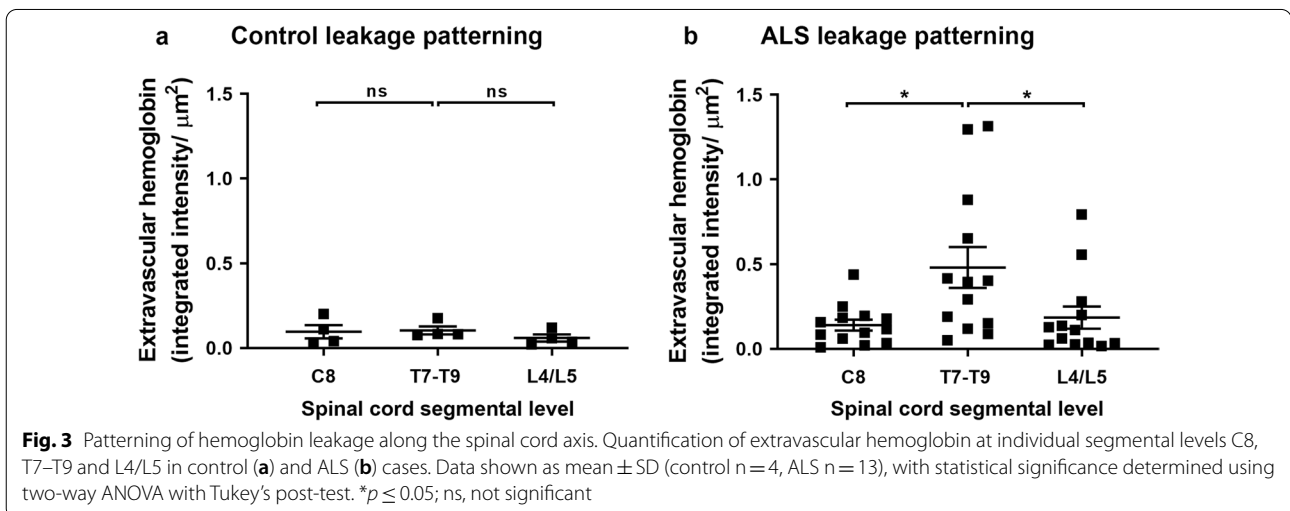 a Control leakage patterning
b ALS leakage patterning
Extravascular hemoglobin
(integrated intensity/ μm²)
1.5
1.0
0.5
0.0
ns
ns
C8
T7-T9
L4/L5
Spinal cord segmental level
Extravascular hemoglobin
(integrated intensity/ μm²)
1.5
1.0
0.5
0.0
*
*
C8
T7-T9
L4/L5
Spinal cord segmental level
Fig. 3 Patterning of hemoglobin leakage along the spinal cord axis. Quantification of extravascular hemoglobin at individual segmental levels C8,
T7–T9 and L4/L5 in control (a) and ALS (b) cases. Data shown as mean ± SD (control n = 4, ALS n = 13), with statistical significance determined using
two-way ANOVA with Tukey's post-test. *p ≤ 0.05; ns, not significant